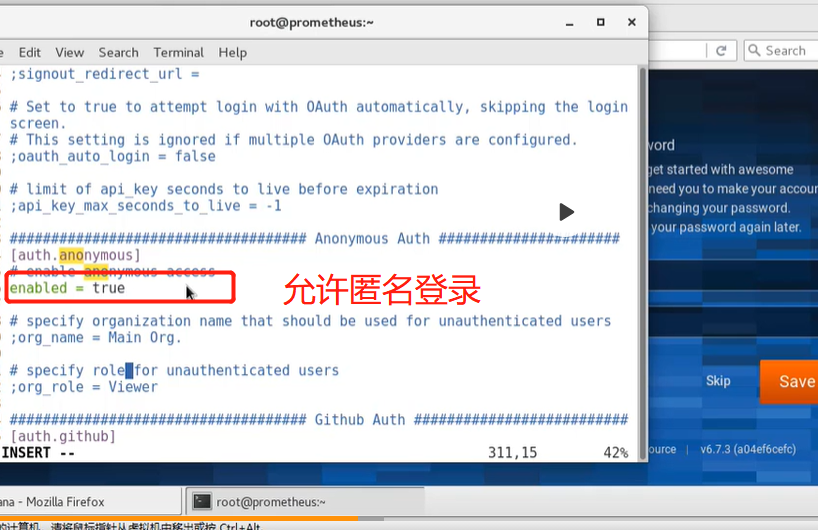 root@prometheus:~
Edit View Search Terminal Help
Search
;signout_redirect_url =
# Set to true to attempt login with OAuth automatically, skipping the login
screen.
# This setting is ignored if multiple OAuth providers are configured.
;oauth_auto_login = false
# limit of api_key seconds to live before expiration
;api_key_max_seconds_to_live = -1
################################### Anonymous Auth ######################
[auth.anonymous]
# enable anonymous access
enabled = true
允许匿名登录
# specify organization name that should be used for unauthenticated users
;org_name = Main Org.
# specify role for unauthenticated users
;org_role = Viewer
################################### Github Auth ##########################
[auth.github]
INSERT --
311,15
42%
get started with awesome
need you to make your
changing your password.
your password again later.
Skip
Save
v6.7.3 (a04ef6cefc)
- Mozilla Firefox
root@prometheus:~
的计算机，请将鼠标指针从虚拟机中移出或按 Ctrl+Alt。